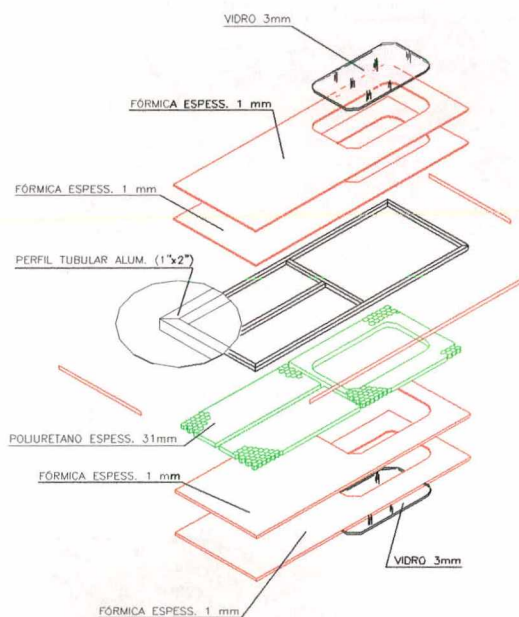 VIDRO 3mm
FÓRMICA ESPESS. 1 mm
FÓRMICA ESPESS. 1 mm
PERFIL TUBULAR ALUM. (1"x2")
POLIURETANO ESPESS. 31mm
FÓRMICA ESPESS. 1 mm
VIDRO 3mm
FÓRMICA ESPESS. 1 mm